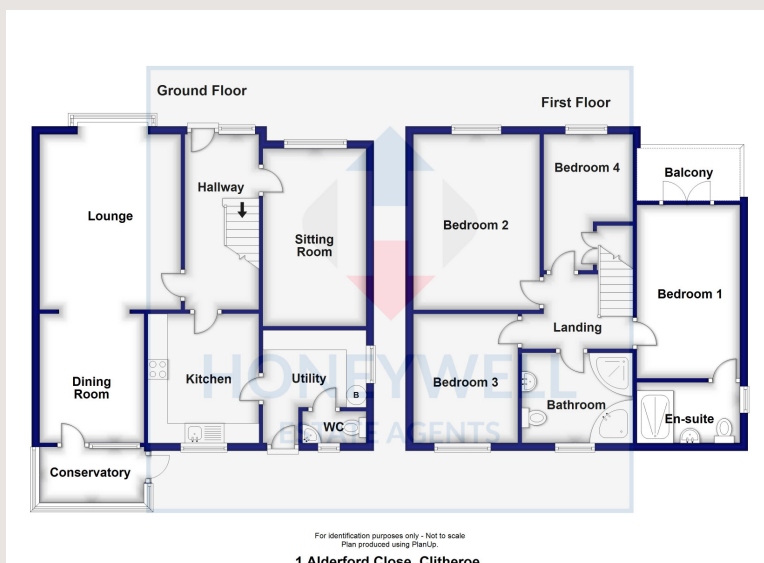 Ground Floor
First Floor
Hallway
Bedroom 4
Balcony
Lounge
Bedroom 2
Sitting
Room
Bedroom 1
Landing
Dining
Room
Kitchen
Utility
Bedroom 3
B
Bathroom
WC
En-suite
Conservatory
HONEYWELL
ESTATE AGENTS
For identification purposes only - Not to scale
Plan produced using PlanUp.
1 Alderford Close, Clitheroe